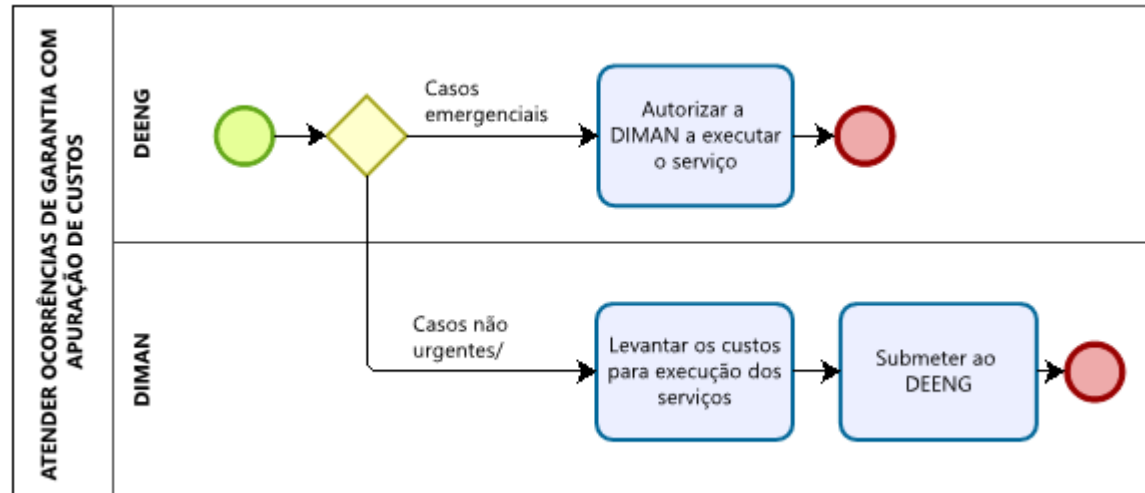 ATENDER OCORRÊNCIAS DE GARANTIA COM
APURAÇÃO DE CUSTOS
DEENG
Casos
emergenciais
Autorizar a
DIMAN a executar
o serviço
DIMAN
Casos não
urgentes/
Levantar os custos
para execução dos
serviços
Submeter ao
DEENG